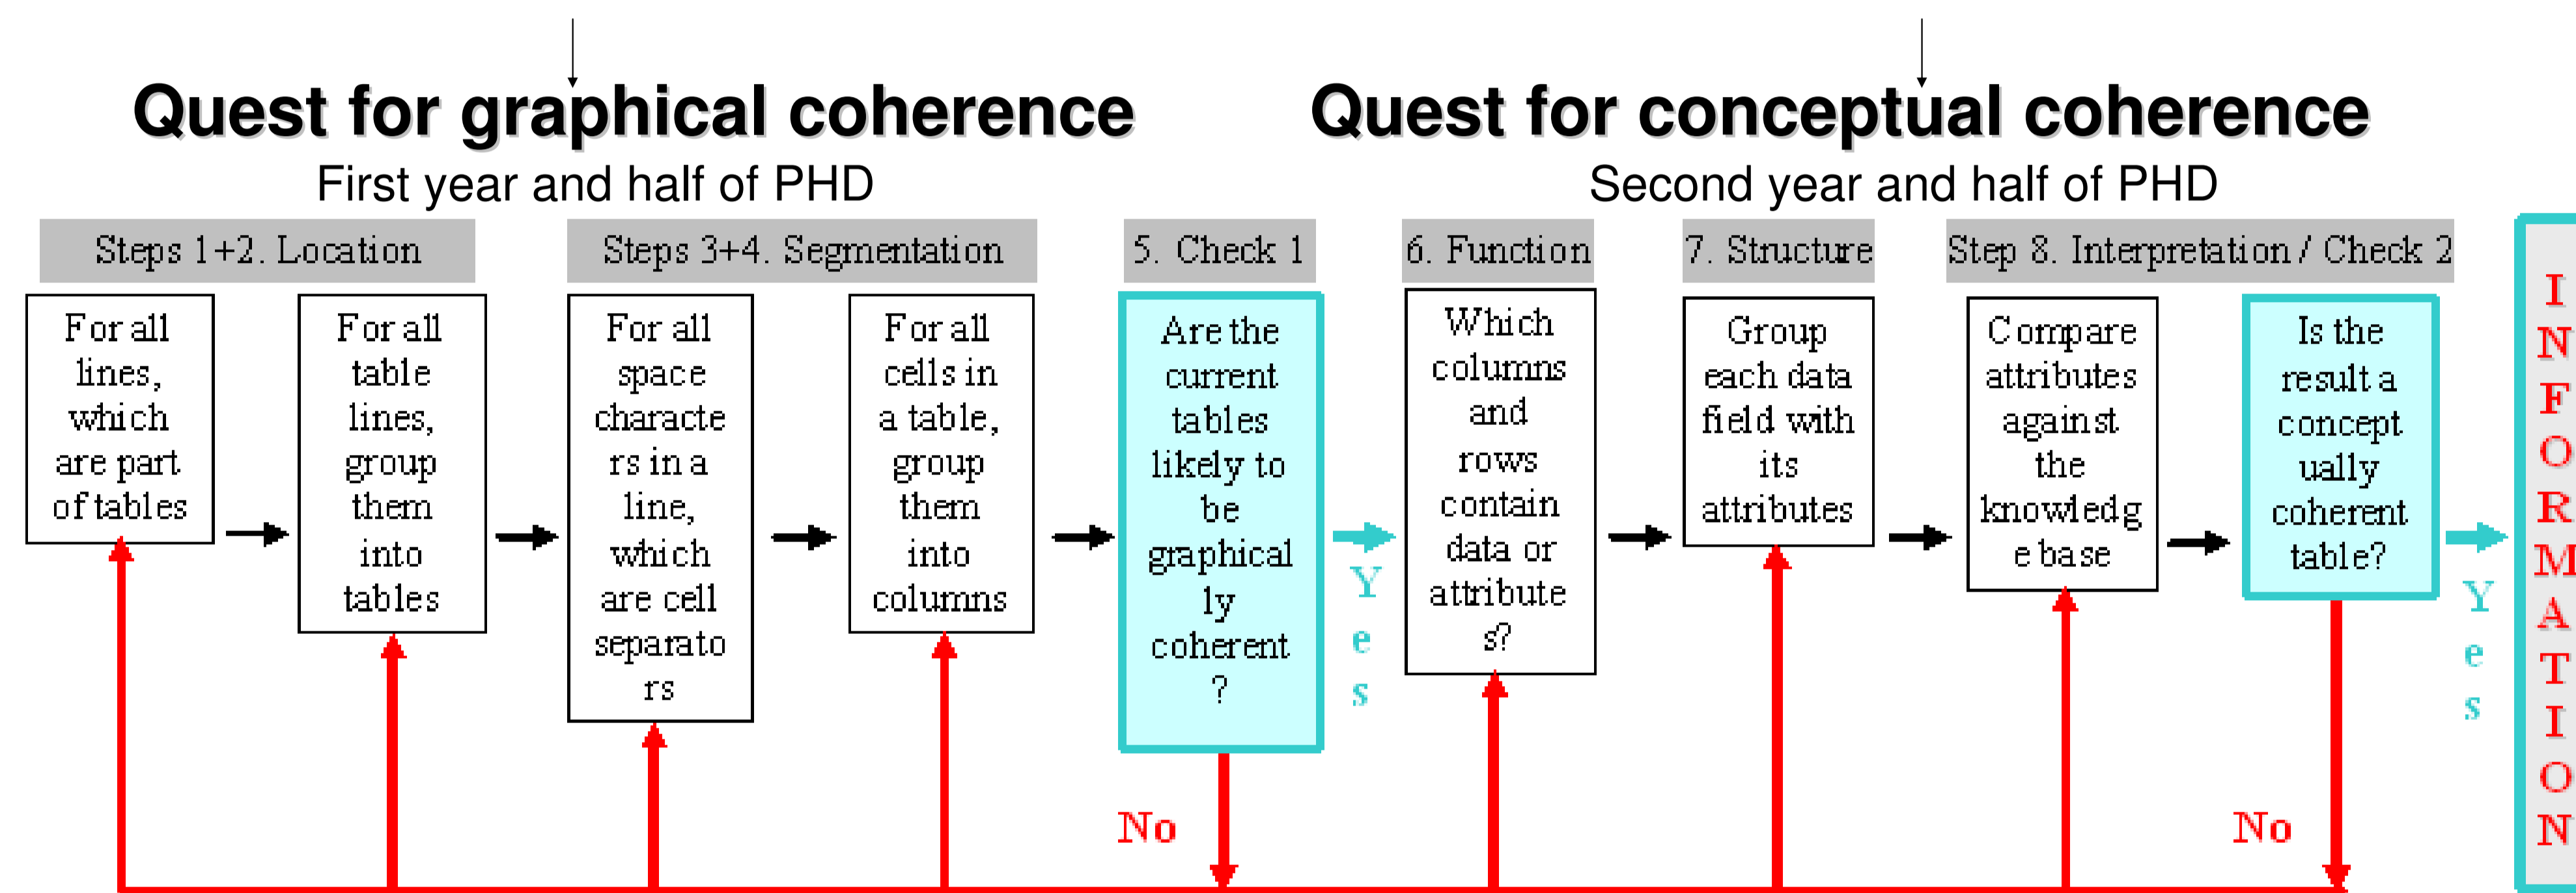 Quest for graphical coherence
First year and half of PHD
Quest for conceptual coherence
Second year and half of PHD
Steps 1+2. Location
For all
lines,
which
are part
of tables
For all
table
lines,
group
them
into
tables
Steps 3+4. Segmentation
For all
space
characte
rs in a
line,
which
are cell
separato
rs
For all
cells in
a table,
group
them
into
columns
5. Check 1
Are the
current
tables
likely to
be
graphical
ly
coherent
?
Y
e
s
No
6. Function
Which
columns
and
rows
contain
data or
attribute
s?
7. Structure
Group
each data
field with
its
attributes
Step 8. Interpretation / Check 2
Compare
attributes
against
the
knowledg
e base
Is the
result a
concept
ually
coherent
table?
Y
e
s
No
I
N
F
O
R
M
A
T
I
O
N